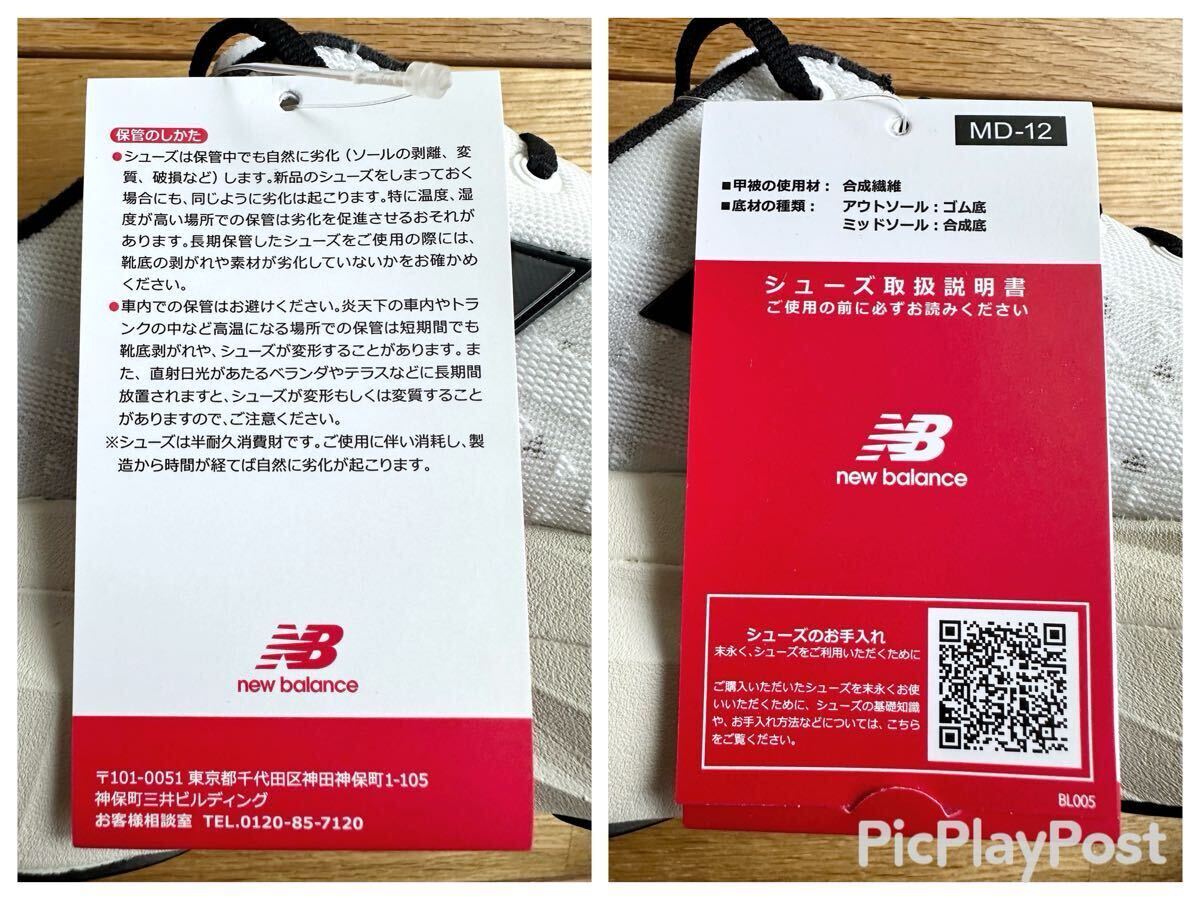 保管のしかた
●シューズは保管中でも自然に劣化（ソールの剥離、変
質、破損など）します。新品のシューズをしまっておく
場合にも、同じように劣化は起こります。特に温度、湿
度が高い場所での保管は劣化を促進させるおそれが
あります。長期保管したシューズをご使用の際には、
靴底の剥がれや素材が劣化していないかをお確かめ
ください。
●車内での保管はお避けください。炎天下の車内やトラ
ンクの中など高温になる場所での保管は短期間でも
靴底剥がれや、シューズが変形することがあります。ま
た、直射日光があたるベランダやテラスなどに長期間
放置されますと、シューズが変形もしくは変質すること
がありますので、ご注意ください。
※シューズは半耐久消費財です。ご使用に伴い消耗し、製
造から時間が経てば自然に劣化が起こります。
NB
new balance
〒101-0051 東京都千代田区神田神保町1-105
神保町三井ビルディング
お客様相談室 TEL.0120-85-7120
MD-12
■甲被の使用材： 合成繊維
■底材の種類： アウトソール：ゴム底
ミッドソール：合成底
シューズ取扱説明書
ご使用の前に必ずお読みください
NB
new balance
シューズのお手入れ
末永く、シューズをご利用いただくために
ご購入いただいたシューズを末永くお使
いいただくために、シューズの基礎知識
や、お手入れ方法などについては、こちら
をご覧ください。
BL005
PicPlayPost